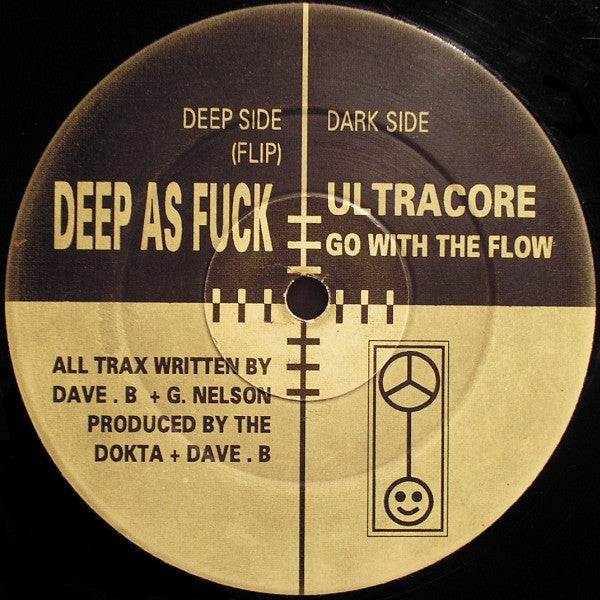 DEEP SIDE
(FLIP)
DEEP AS FUCK
DARK SIDE
ULTRACORE
GO WITH THE FLOW
ALL TRAX WRITTEN BY
DAVE . B + G. NELSON
PRODUCED BY THE
DOKTA + DAVE . B